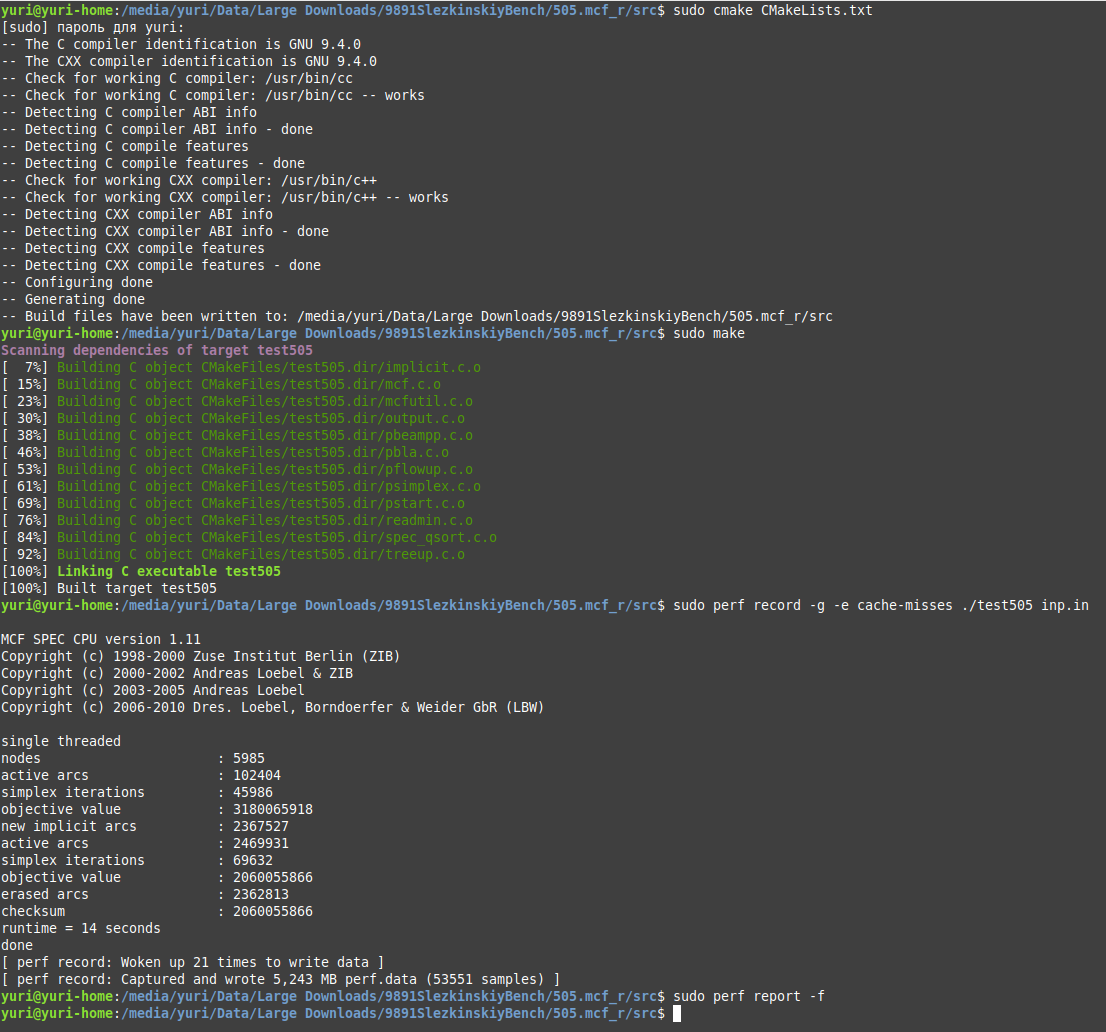 yuri@yuri-home:/media/yuri/Data/Large Downloads/9891SlezkinskiyBench/505.mcf_r/src$ sudo cmake CMakeLists.txt
[sudo] пароль для yuri:
-- The C compiler identification is GNU 9.4.0
-- The CXX compiler identification is GNU 9.4.0
-- Check for working C compiler: /usr/bin/cc
-- Check for working C compiler: /usr/bin/cc -- works
-- Detecting C compiler ABI info
-- Detecting C compiler ABI info - done
-- Detecting C compile features
-- Detecting C compile features - done
-- Check for working CXX compiler: /usr/bin/c++
-- Check for working CXX compiler: /usr/bin/c++ -- works
-- Detecting CXX compiler ABI info
-- Detecting CXX compiler ABI info - done
-- Detecting CXX compile features
-- Detecting CXX compile features - done
-- Configuring done
-- Generating done
-- Build files have been written to: /media/yuri/Data/Large Downloads/9891SlezkinskiyBench/505.mcf_r/src
yuri@yuri-home:/media/yuri/Data/Large Downloads/9891SlezkinskiyBench/505.mcf_r/src$ sudo make
Scanning dependencies of target test505
[  7%] Building C object CMakeFiles/test505.dir/implicit.c.o
[ 15%] Building C object CMakeFiles/test505.dir/mcf.c.o
[ 23%] Building C object CMakeFiles/test505.dir/mcfutil.c.o
[ 30%] Building C object CMakeFiles/test505.dir/output.c.o
[ 38%] Building C object CMakeFiles/test505.dir/pbeampp.c.o
[ 46%] Building C object CMakeFiles/test505.dir/pbla.c.o
[ 53%] Building C object CMakeFiles/test505.dir/pflowup.c.o
[ 61%] Building C object CMakeFiles/test505.dir/psimplex.c.o
[ 69%] Building C object CMakeFiles/test505.dir/pstart.c.o
[ 76%] Building C object CMakeFiles/test505.dir/readmin.c.o
[ 84%] Building C object CMakeFiles/test505.dir/spec_qsort.c.o
[ 92%] Building C object CMakeFiles/test505.dir/treeup.c.o
[100%] Linking C executable test505
[100%] Built target test505
yuri@yuri-home:/media/yuri/Data/Large Downloads/9891SlezkinskiyBench/505.mcf_r/src$ sudo perf record -g -e cache-misses ./test505 inp.in
MCF SPEC CPU version 1.11
Copyright (c) 1998-2000 Zuse Institut Berlin (ZIB)
Copyright (c) 2000-2002 Andreas Loebel & ZIB
Copyright (c) 2003-2005 Andreas Loebel
Copyright (c) 2006-2010 Dres. Loebel, Borndoerfer & Weider GbR (LBW)
single threaded
nodes                      : 5985
active arcs                : 102404
simplex iterations         : 45986
objective value            : 3180065918
new implicit arcs          : 2367527
active arcs                : 2469931
simplex iterations         : 69632
objective value            : 2060055866
erased arcs                : 2362813
checksum                   : 2060055866
runtime = 14 seconds
done
[ perf record: Woken up 21 times to write data ]
[ perf record: Captured and wrote 5,243 MB perf.data (53551 samples) ]
yuri@yuri-home:/media/yuri/Data/Large Downloads/9891SlezkinskiyBench/505.mcf_r/src$ sudo perf report -f
yuri@yuri-home:/media/yuri/Data/Large Downloads/9891SlezkinskiyBench/505.mcf_r/src$